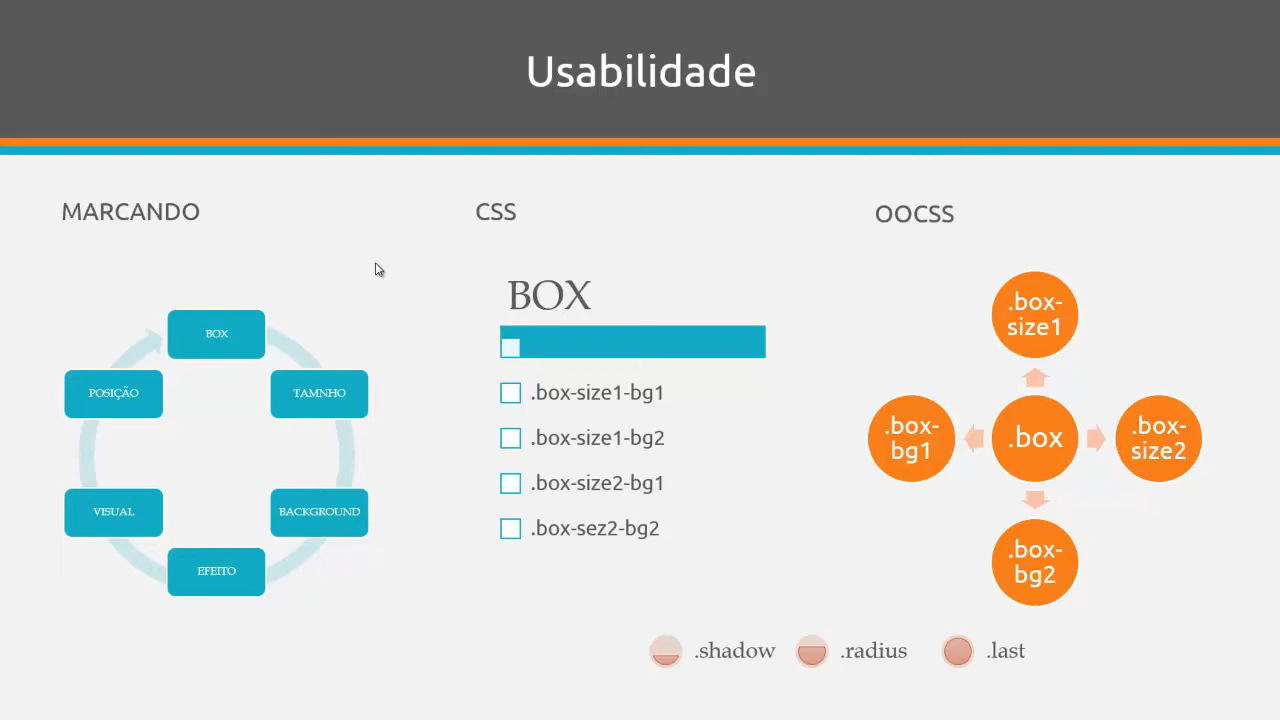 Usabilidade
MARCANDO
BOX
TAMNHO
BACKGROUND
EFEITO
VISUAL
POSIÇÃO
CSS
BOX
.box-size1-bg1
.box-size1-bg2
.box-size2-bg1
.box-sez2-bg2
OOCSS
.box-
size1
.box-
bg1
.box
.box-
size2
.box-
bg2
.shadow
.radius
.last